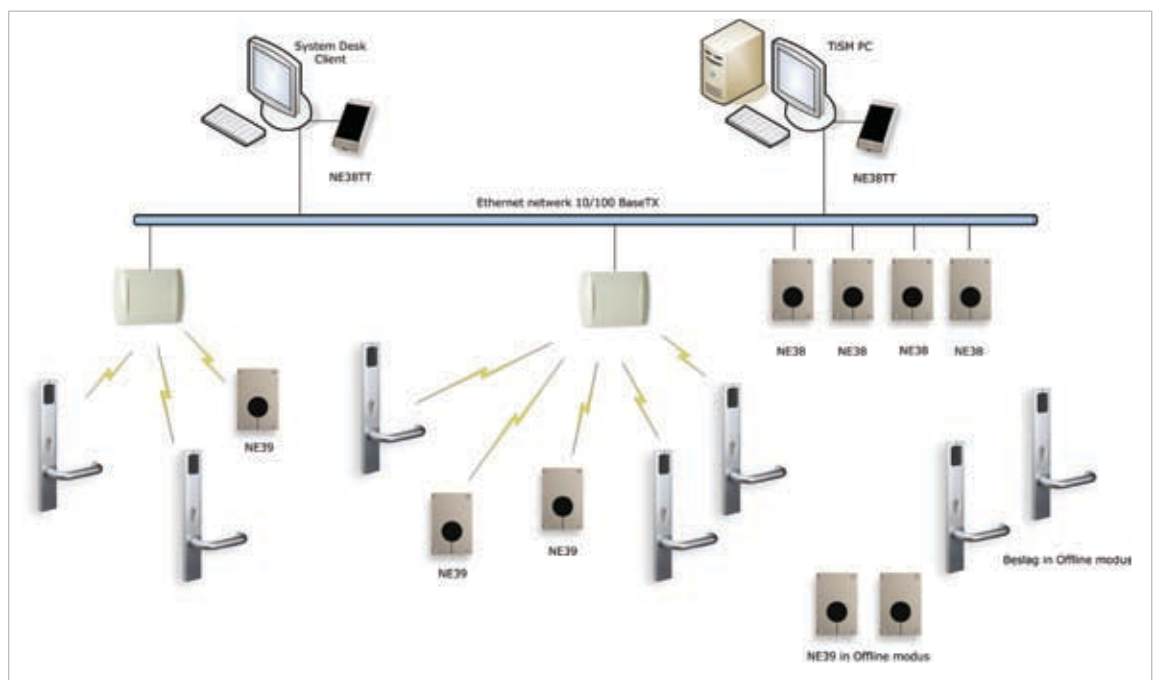 System Desk
Client
TiSM PC
NE38TT
NE38TT
Ethernet netwerk 10/100 BaseTX
NE38
NE38
NE38
NE38
NE39
NE39
NE39
Beslag in Offline modus
NE39 in Offline modus